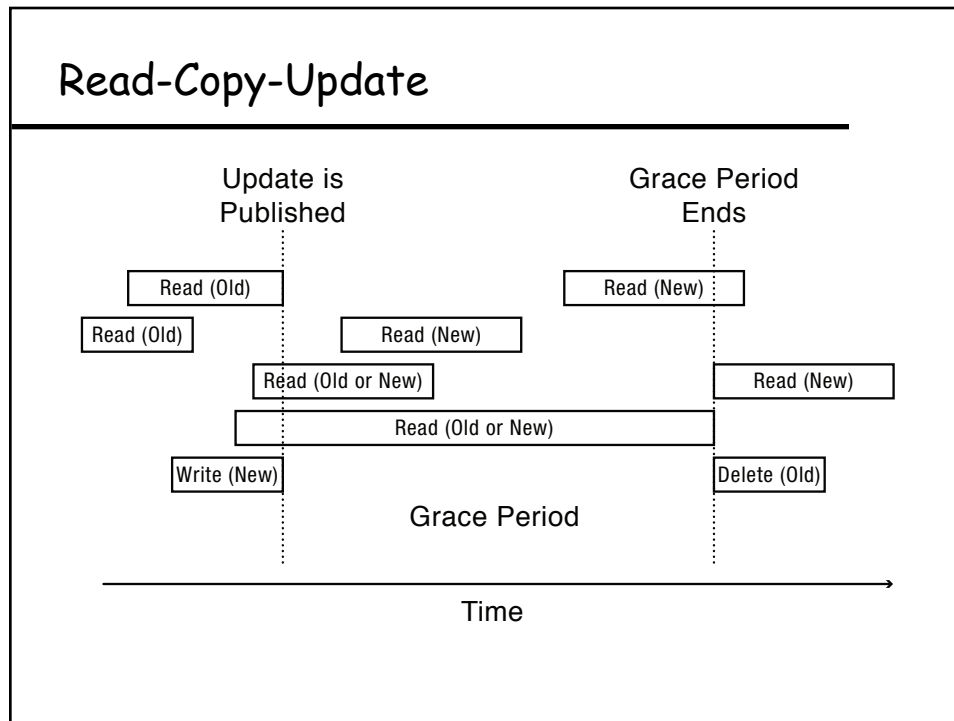 Read-Copy-Update
Update is
Published
Grace Period
Ends
Read (Old)
Read (New)
Read (Old)
Read (New)
Read (Old or New)
Read (New)
Read (Old or New)
Write (New)
Delete (Old)
Grace Period
Time